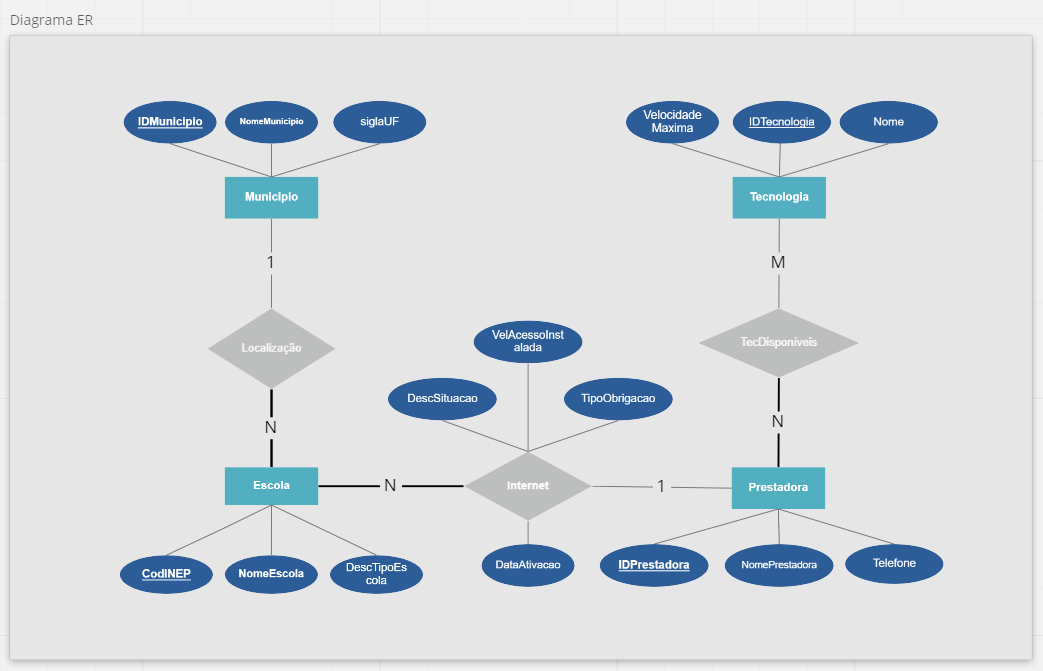 Diagrama ER
IDMunicipio
NomeMunicipio
siglaUF
Velocidade
Maxima
IDTecnologia
Nome
Municipio
Tecnologia
1
M
Localização
TecDisponíveis
VelAcessoInst
alada
DescSituacao
TipoObrigacao
N
N
Escola
N
Internet
1
Prestadora
CodINEP
NomeEscola
DescTipoEs
cola
DataAtivacao
IDPrestadora
NomePrestadora
Telefone